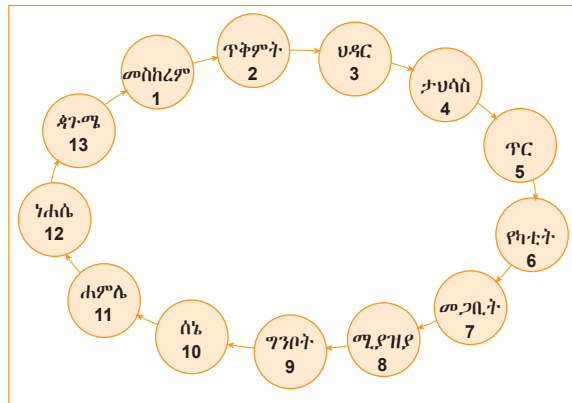 መስከረም
1
ጥቅምት
2
ህዳር
3
ታህሳስ
4
ጥር
5
የካቲት
6
መጋቢት
7
ሚያዝያ
8
ግንቦት
9
ሰኔ
10
ሐምሌ
11
ነሐሴ
12
ጳጉሜ
13